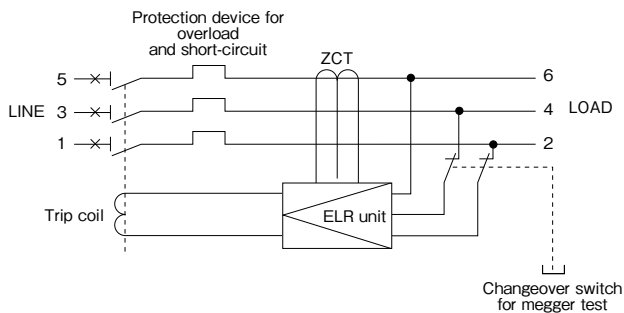 Protection device for
overload
and short-circuit
ZCT
5
6
LINE 3
4 LOAD
1
2
Trip coil
ELR unit
Changeover switch
for megger test